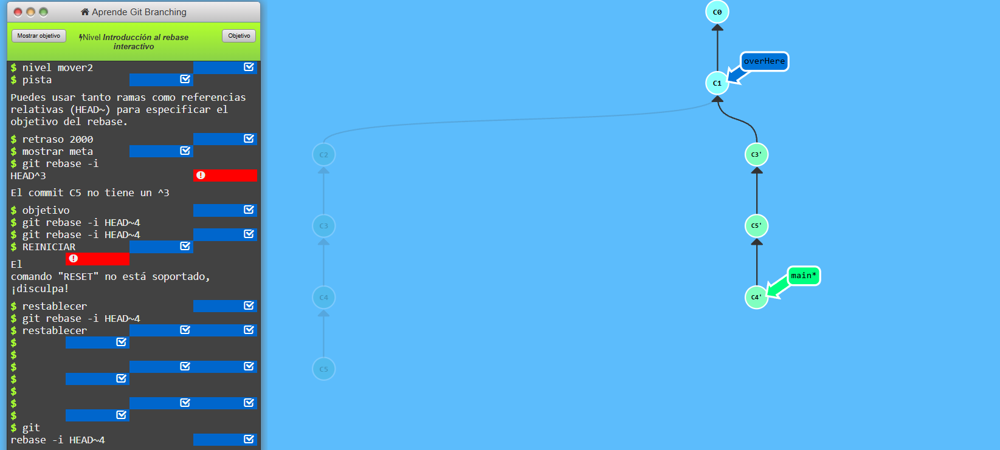 Aprende Git Branching
Mostrar objetivo
Nivel Introducción al rebase
interactivo
Objetivo
$ nivel mover2
$ pista
Puedes usar tanto ramas como referencias
relativas (HEAD~) para especificar el
objetivo del rebase.
$ retraso 2000
$ mostrar meta
$ git rebase -i
HEAD^3
El commit C5 no tiene un ^3
$ objetivo
$ git rebase -i HEAD~4
$ git rebase -i HEAD~4
$ REINICIAR
El
comando "RESET" no está soportado,
¡disculpa!
$ restablecer
$ git rebase -i HEAD~4
$ restablecer
$
$
$
$
$
$
$
$ git
rebase -i HEAD~4
C0
overHere
C1
C2
C3'
C3
C5'
main*
C4
C4'
C5